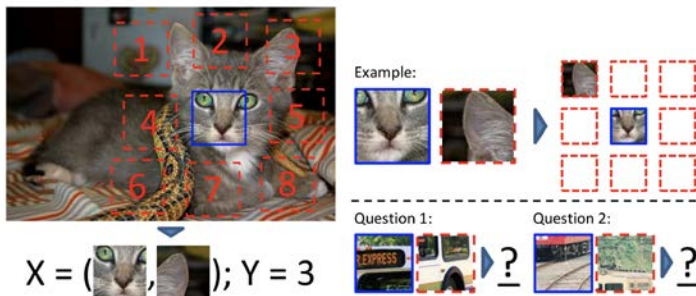 1
2
3
4
5
6
7
8
X = ( , ); Y = 3
Example:
Question 1:
Question 2:
EXPRESS
?
?